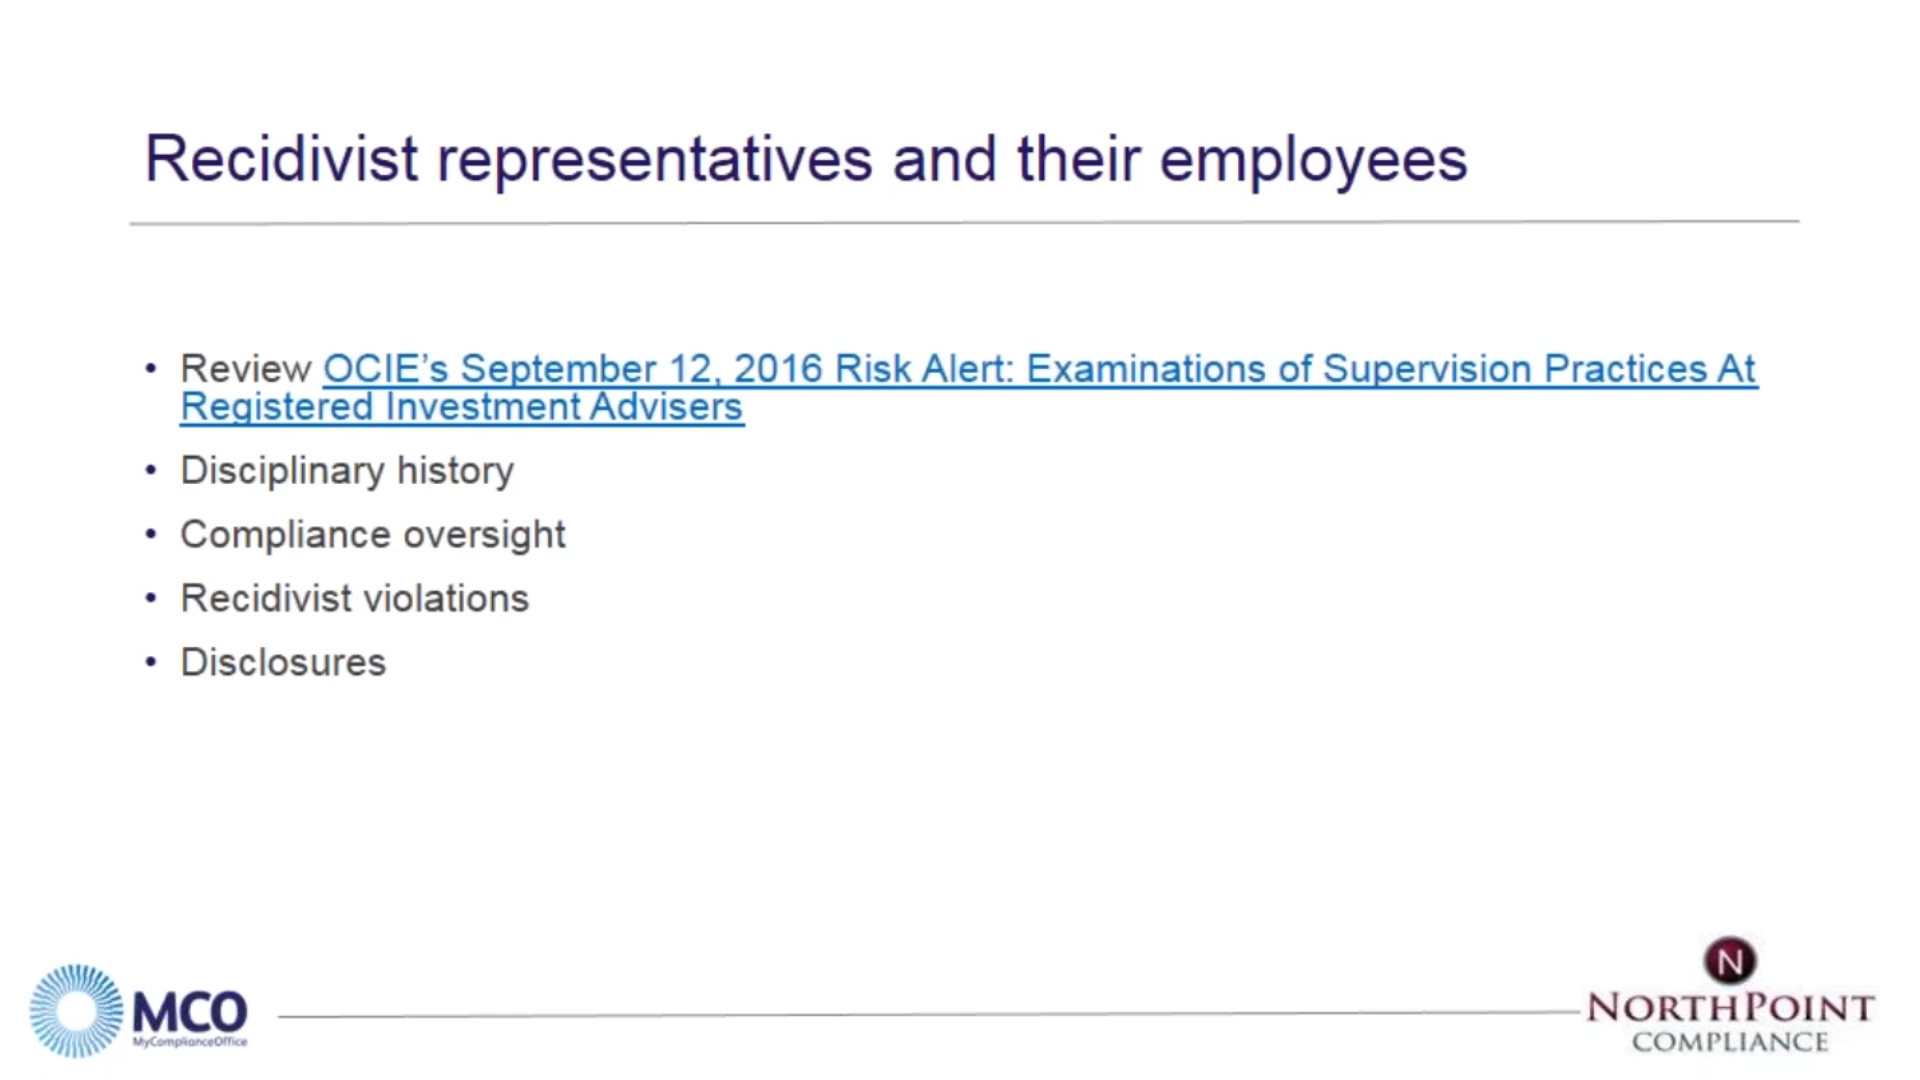 Recidivist representatives and their employees
• Review OCIE’s September 12, 2016 Risk Alert: Examinations of Supervision Practices At
Registered Investment Advisers
• Disciplinary history
• Compliance oversight
• Recidivist violations
• Disclosures
MCO
MyComplianceOffice
N
NORTHPOINT
COMPLIANCE